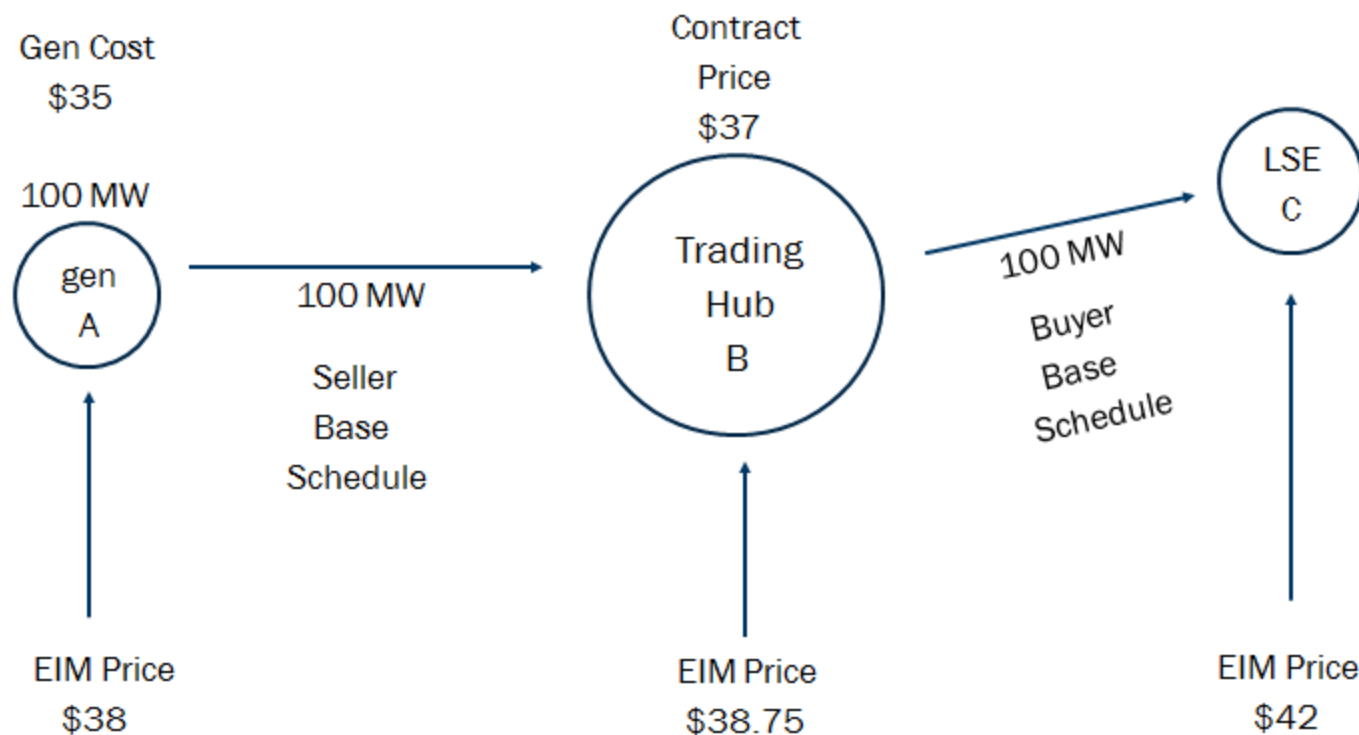 Gen Cost
$35
100 MW
gen
A
100 MW
Seller
Base
Schedule
Contract
Price
$37
Trading
Hub
B
100 MW
Buyer
Base
Schedule
LSE
C
EIM Price
$38
EIM Price
$38.75
EIM Price
$42